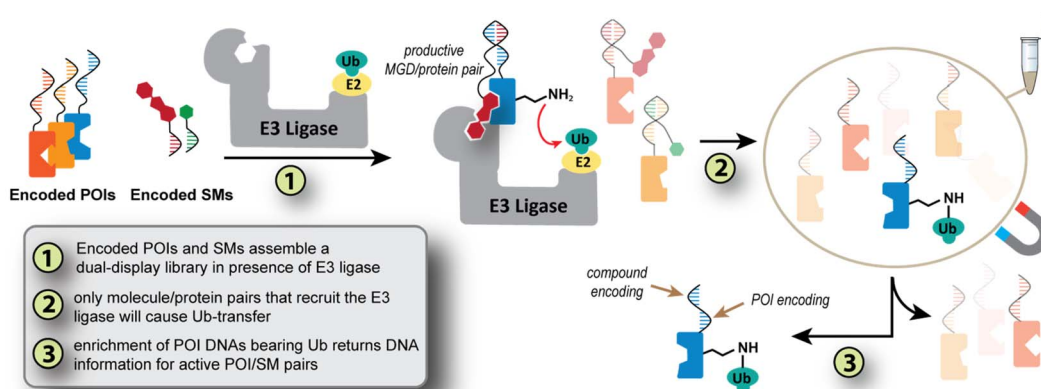 Ub
E2
E3 Ligase
Encoded POIs
Encoded SMs
1
productive
MGD/protein pair
NH2
Ub
E2
E3 Ligase
2
NH
Ub
1 Encoded POIs and SMs assemble a
dual-display library in presence of E3 ligase
2 only molecule/protein pairs that recruit the E3
ligase will cause Ub-transfer
3 enrichment of POI DNAs bearing Ub returns DNA
information for active POI/SM pairs
compound
encoding
POI encoding
NH
Ub
3